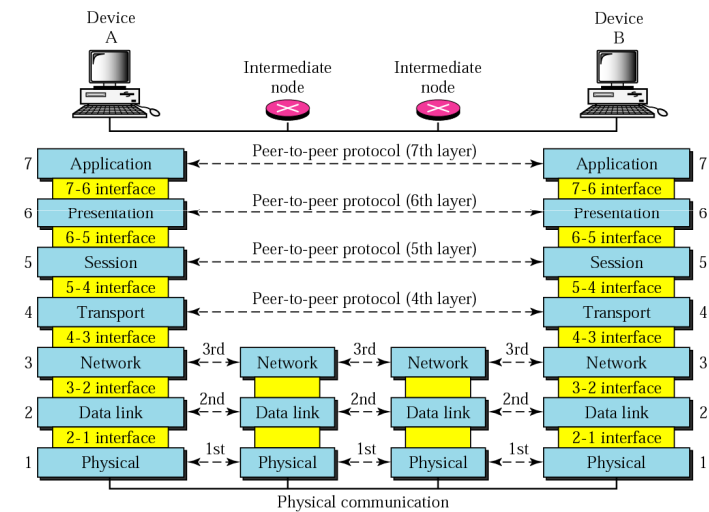 Device
A
Device
B
Intermediate
node
Intermediate
node
7 Application Peer-to-peer protocol (7th layer) Application 7
7-6 interface 7-6 interface
6 Presentation Peer-to-peer protocol (6th layer) Presentation 6
6-5 interface 6-5 interface
5 Session Peer-to-peer protocol (5th layer) Session 5
5-4 interface 5-4 interface
4 Transport Peer-to-peer protocol (4th layer) Transport 4
4-3 interface 4-3 interface
3 Network 3rd Network 3rd Network 3rd Network 3
3-2 interface 3-2 interface
2 Data link 2nd Data link 2nd Data link 2nd Data link 2
2-1 interface 2-1 interface
1 Physical 1st Physical 1st Physical 1st Physical 1
Physical communication